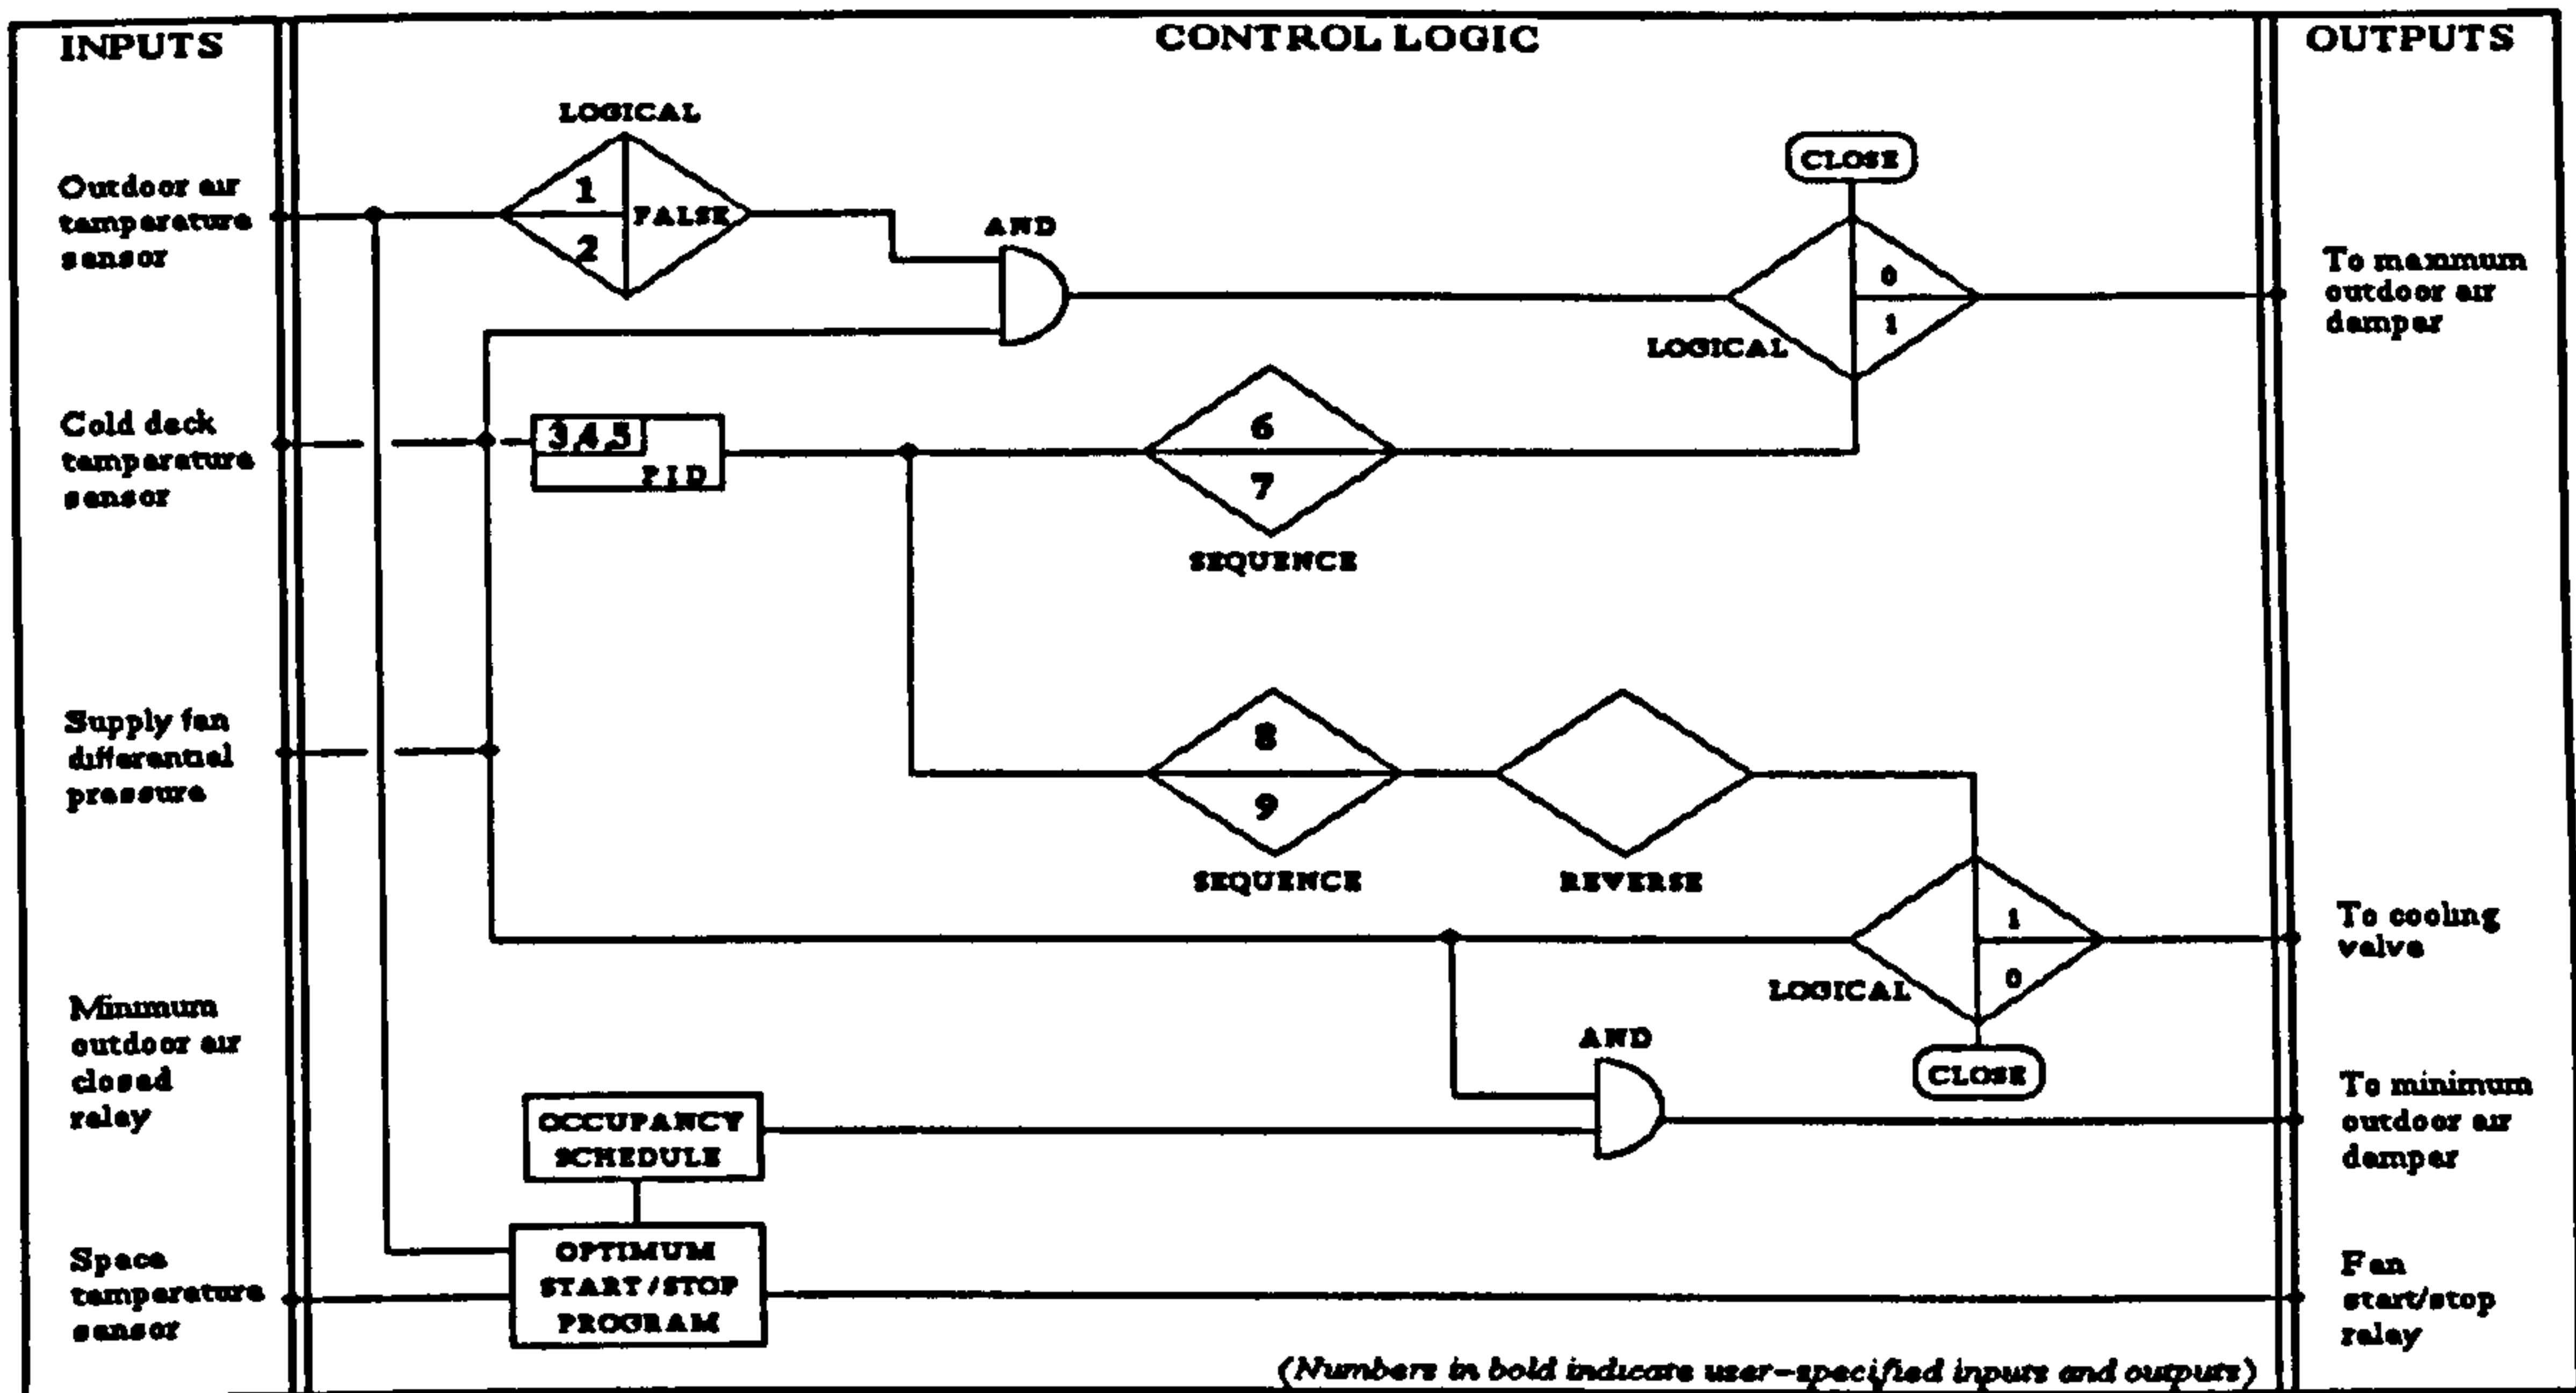 INPUTS
CONTROL LOGIC
OUTPUTS
LOGICAL
Outdoor air
temperature
sensor
1
2
FALSE
AND
CLOSE
0
1
LOGICAL
To maximum
outdoor air
damper
Cold deck
temperature
sensor
3,4,5
PID
6
7
SEQUENCE
Supply fan
differential
pressure
8
9
SEQUENCE
REVERSE
1
0
LOGICAL
CLOSE
To cooling
valve
Minimum
outdoor air
closed
relay
AND
OCCUPANCY
SCHEDULE
To minimum
outdoor air
damper
Space
temperature
sensor
OPTIMUM
START/STOP
PROGRAM
Fan
start/stop
relay
(Numbers in bold indicate user-specified inputs and outputs)